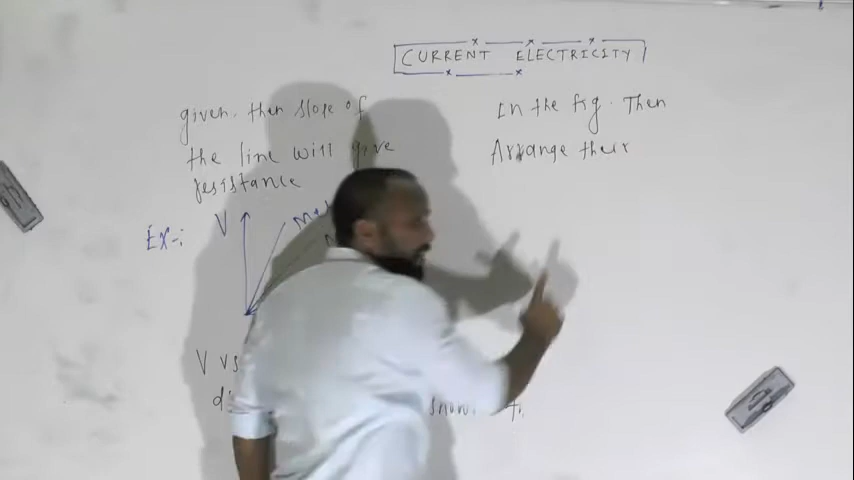 CURRENT ELECTRICITY
given. then slope of
the line will give
resistance
Ex-:
V
V vs
In the fig. Then
Arrange their